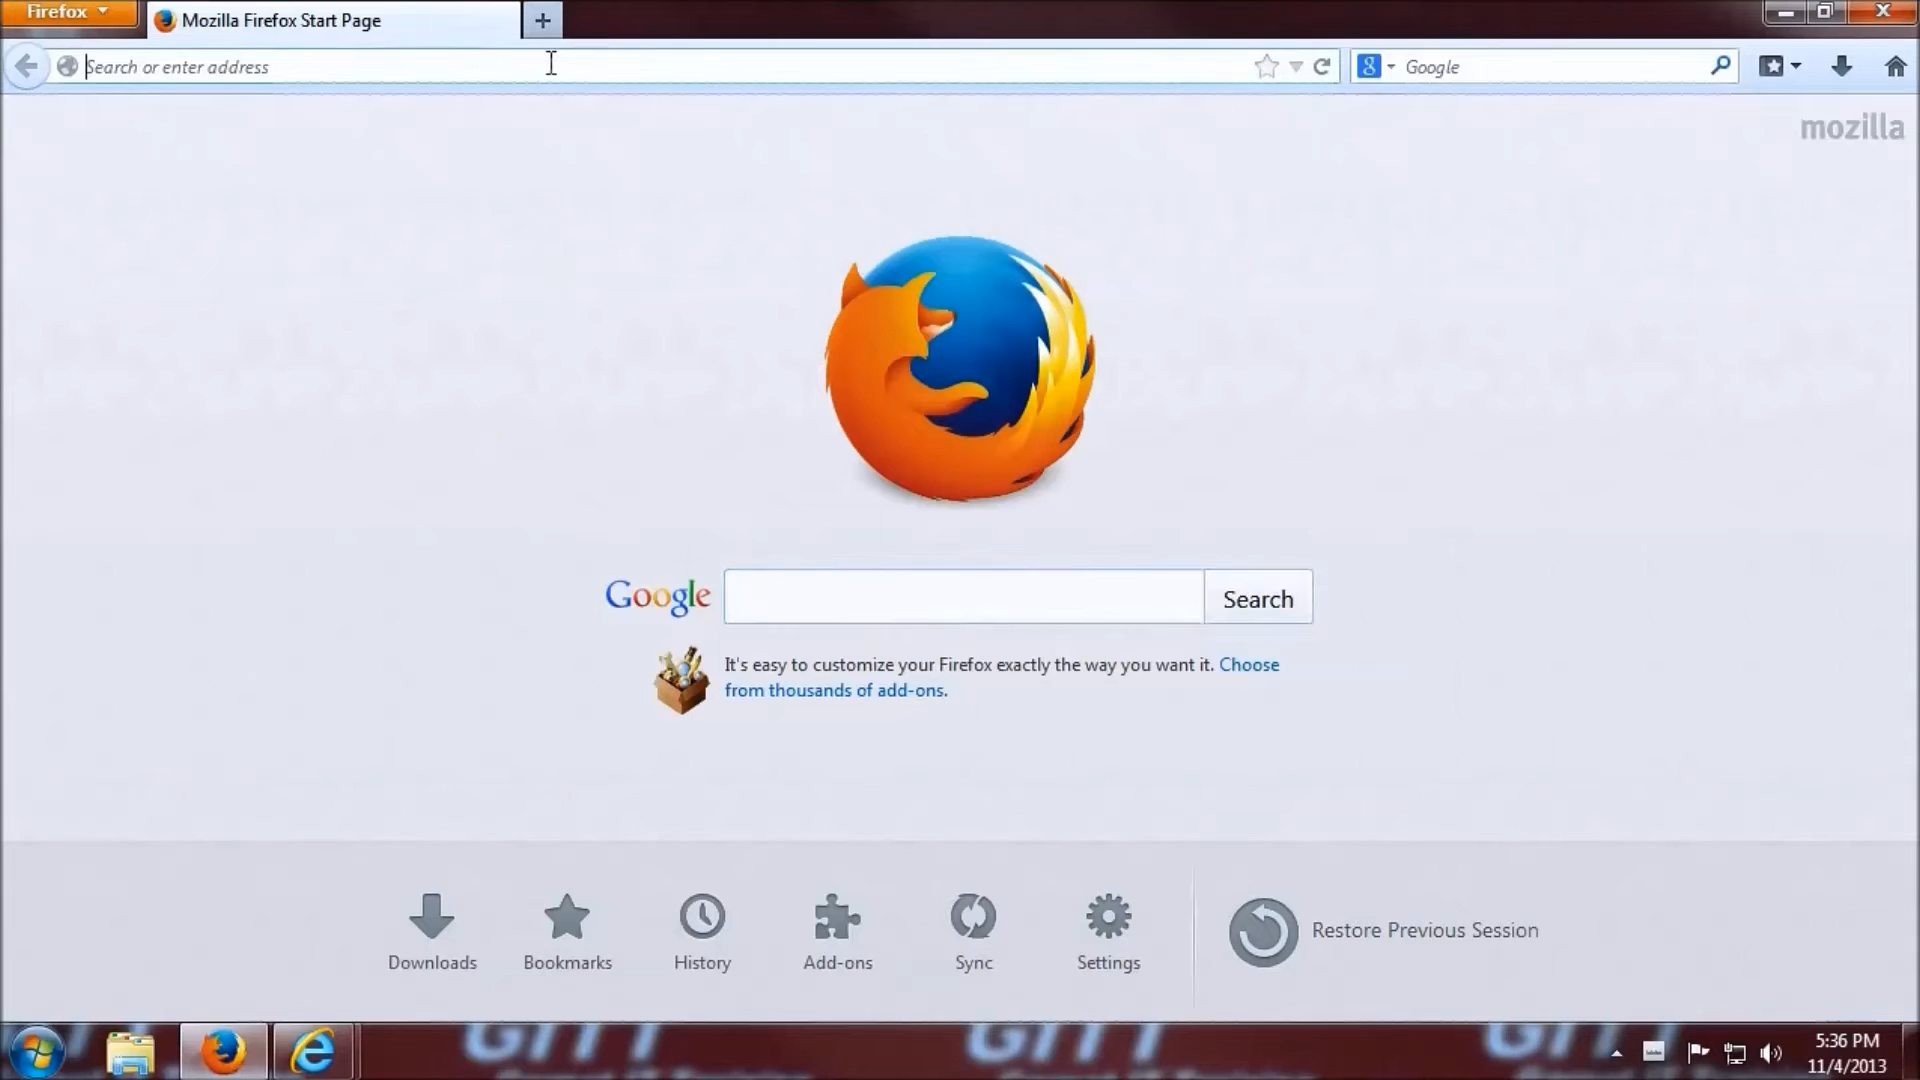 Firefox
Mozilla Firefox Start Page
Search or enter address
Google
mozilla
Google
Search
It's easy to customize your Firefox exactly the way you want it. Choose
from thousands of add-ons.
Downloads
Bookmarks
History
Add-ons
Sync
Settings
Restore Previous Session
5:36 PM
11/4/2013